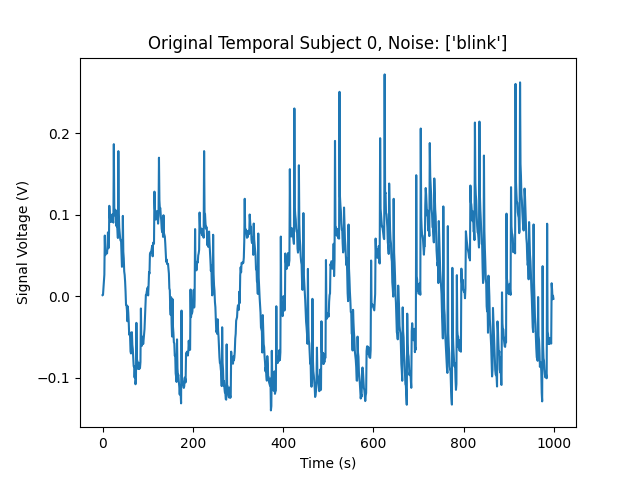 Original Temporal Subject 0, Noise: ['blink']
Signal Voltage (V)
0.2
0.1
0.0
−0.1
0 200 400 600 800 1000
Time (s)